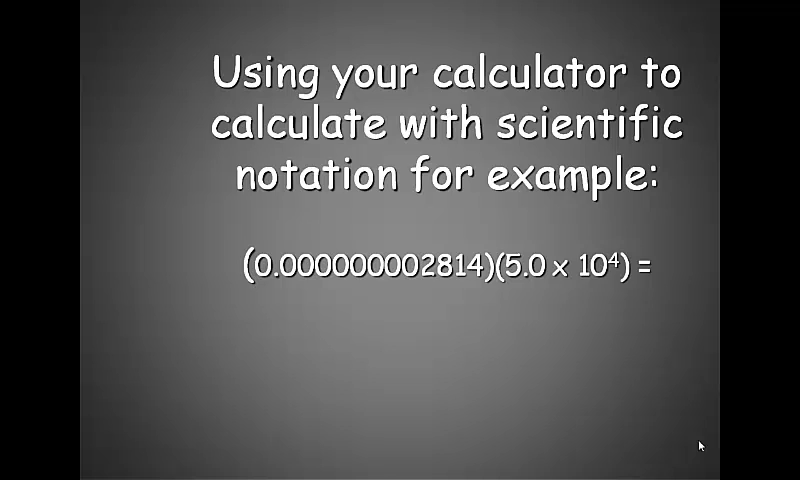 Using your calculator to
calculate with scientific
notation for example:
(0.000000002814)(5.0 x 10⁴) =